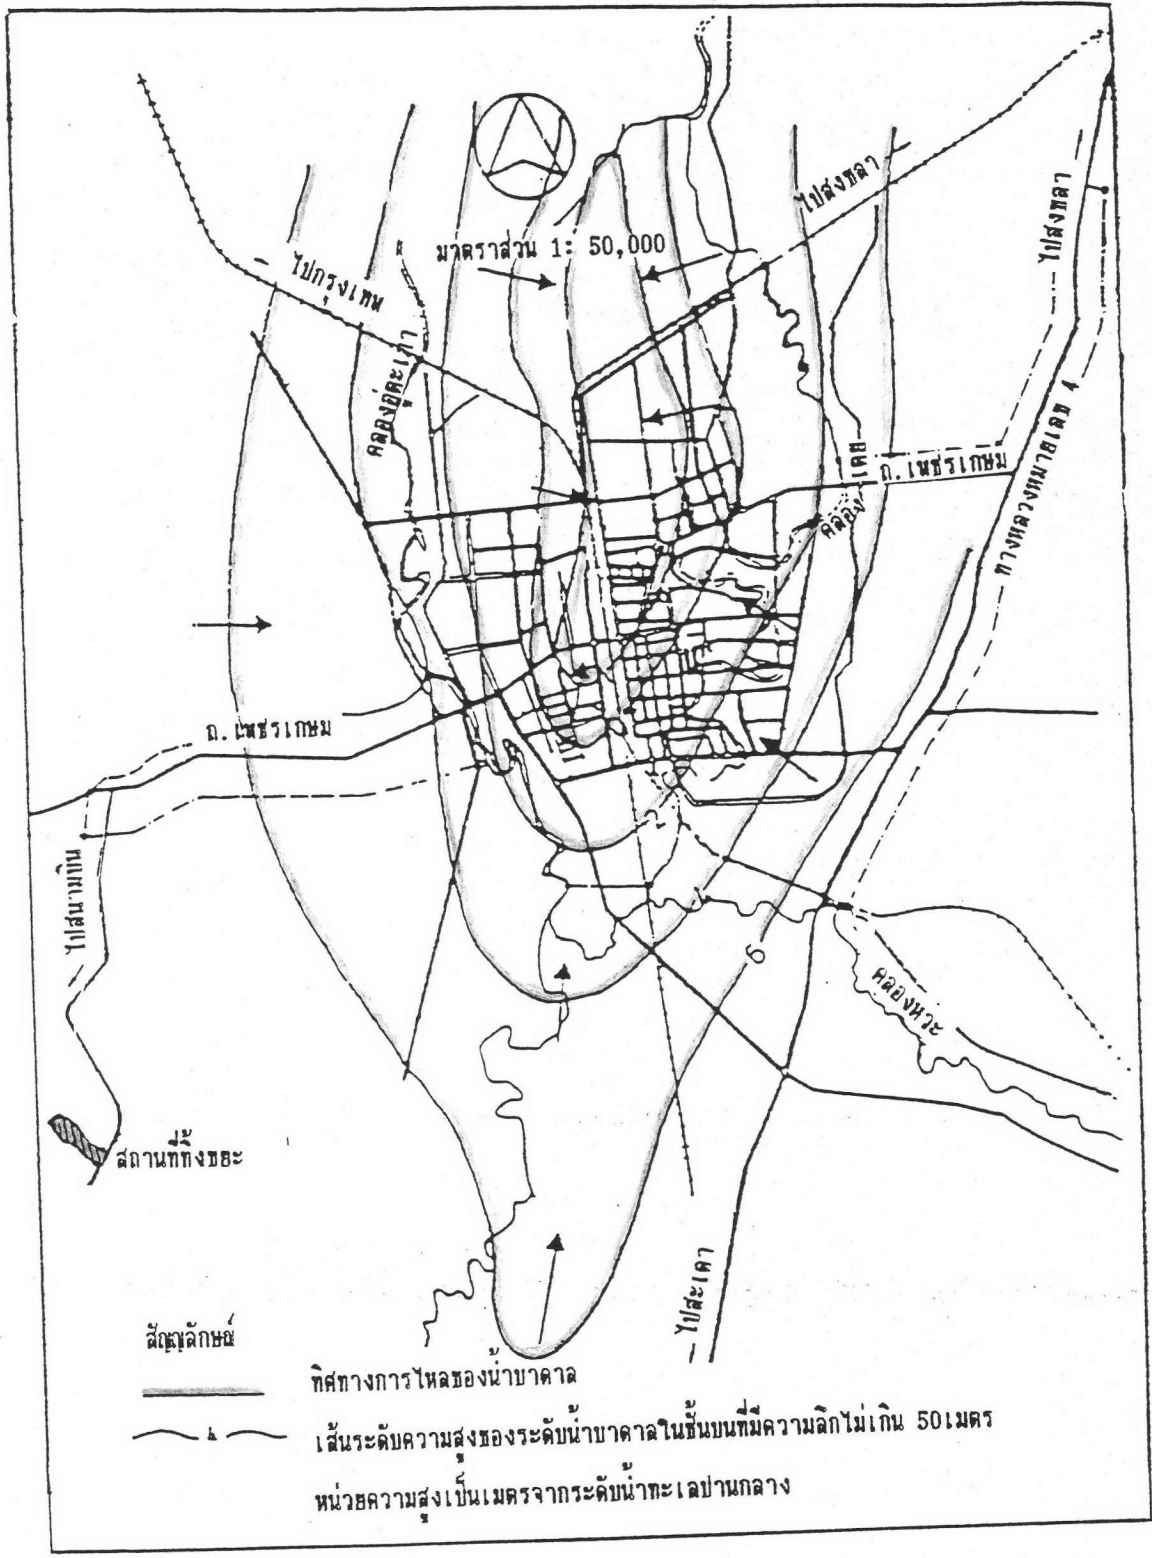 ไปสงขลา
มาตราส่วน 1: 50,000
ไปกรุงเทพ
ไปสงขลา
คลองอู่ตะเภา
ทางหลวงหมายเลข 4
ถ.เพชรเกษม
คลองเตย
ถ.เพชรเกษม
ไปสนามบิน
6
คลองหวะ
สถานที่ทิ้งขยะ
ไปสะเดา
สัญญลักษณ์
ทิศทางการไหลของน้ำบาดาล
เส้นระดับความสูงของระดับน้ำบาดาลในชั้นบนที่มีความลึกไม่เกิน 50 เมตร
หน่วยความสูงเป็นเมตรจากระดับน้ำทะเลปานกลาง